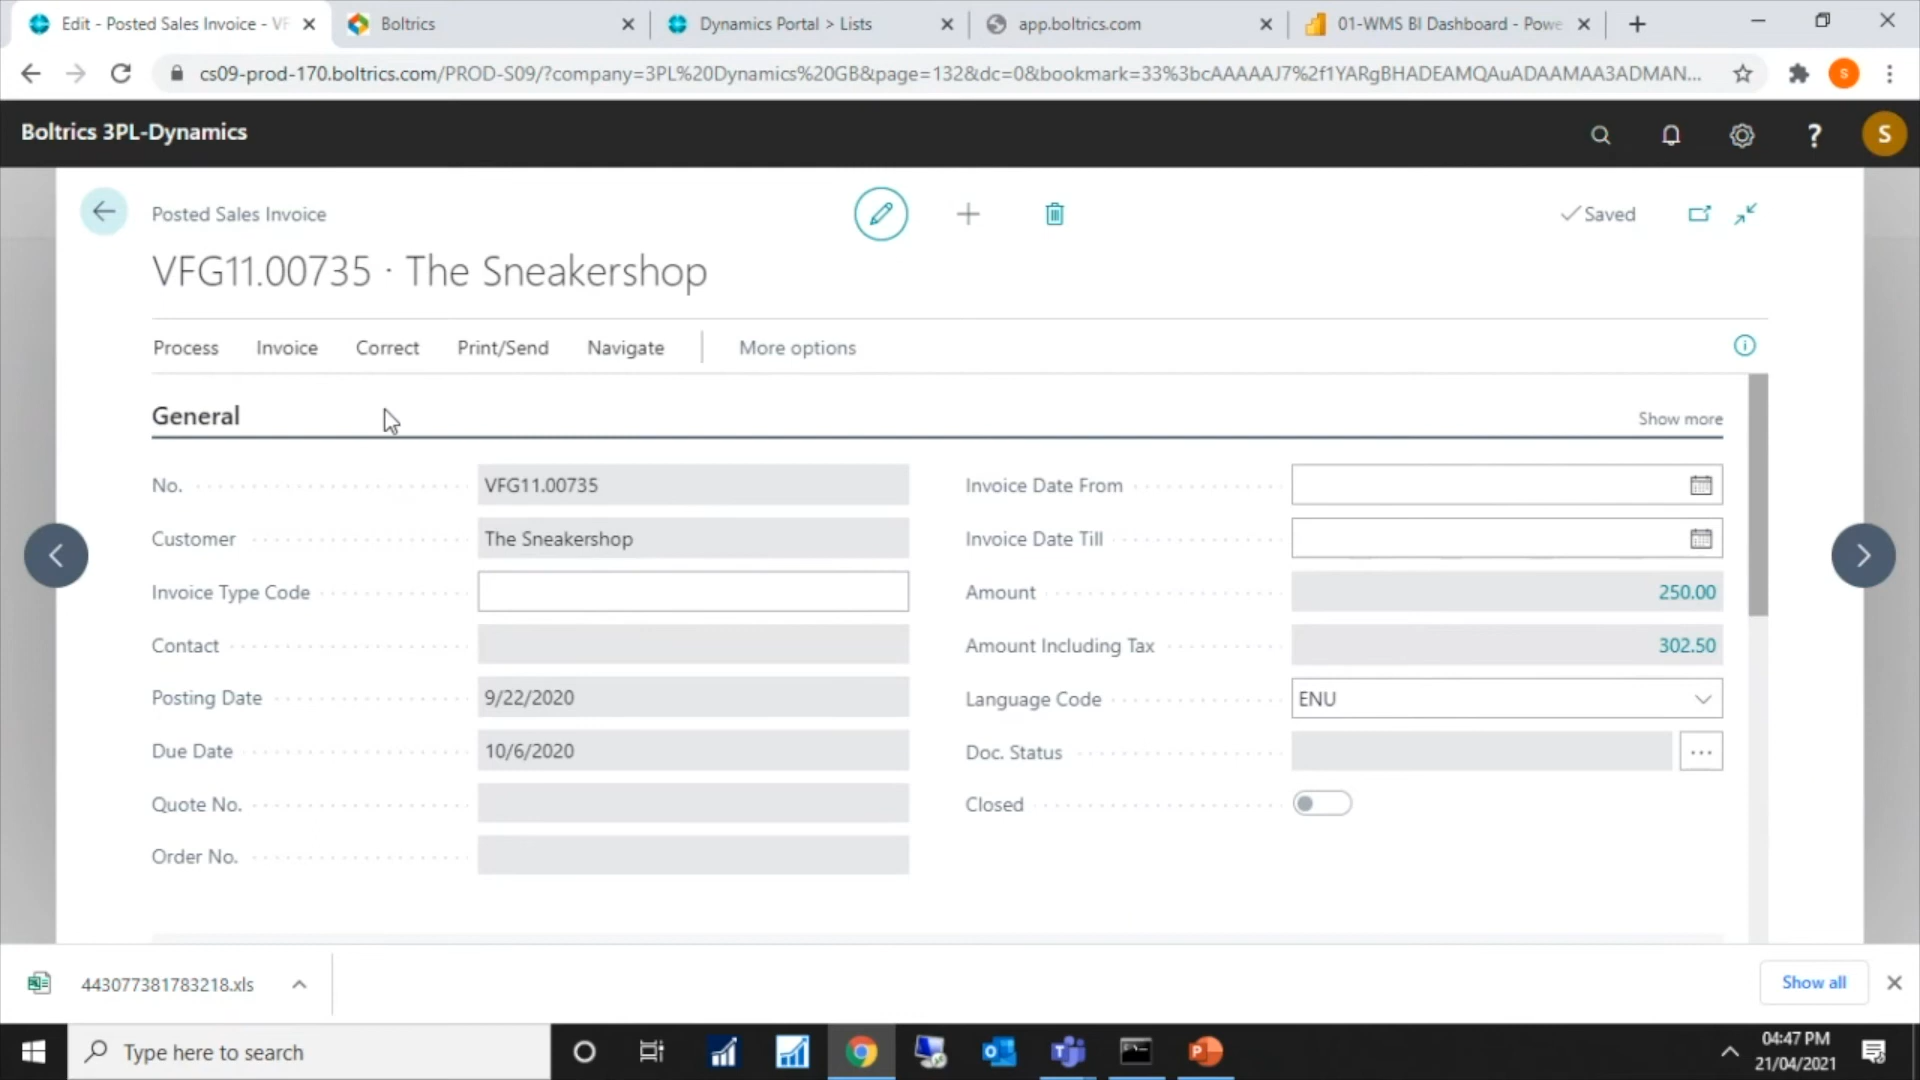 Edit - Posted Sales Invoice - VF
Boltrics
Dynamics Portal > Lists
app.boltrics.com
01-WMS BI Dashboard - Powe
cs09-prod-170.boltrics.com/PROD-S09/?company=3PL%20Dynamics%20GB&page=132&dc=0&bookmark=33%3bcAAAAAJ7%2f1YARgBHADEAMQAuADAAMAA3ADMAN...
S
Boltrics 3PL-Dynamics
?
S
Posted Sales Invoice
Saved
VFG11.00735 · The Sneakershop
Process
Invoice
Correct
Print/Send
Navigate
More options
General
Show more
No.
VFG11.00735
Invoice Date From
Customer
The Sneakershop
Invoice Date Till
Invoice Type Code
Amount
250.00
Contact
Amount Including Tax
302.50
Posting Date
9/22/2020
Language Code
ENU
Due Date
10/6/2020
Doc. Status
Quote No.
Closed
Order No.
443077381783218.xls
Show all
Type here to search
04:47 PM
21/04/2021